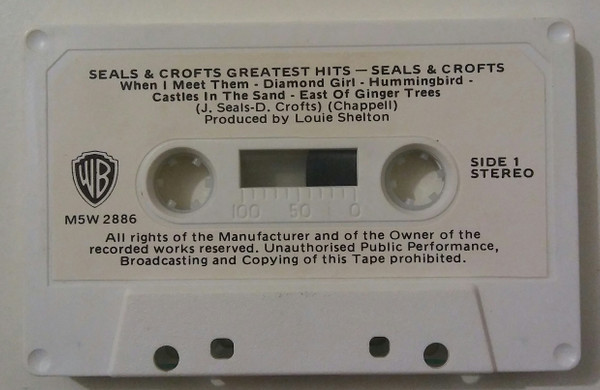 SEALS & CROFTS GREATEST HITS — SEALS & CROFTS
When I Meet Them - Diamond Girl - Hummingbird -
Castles In The Sand - East Of Ginger Trees
(J. Seals-D. Crofts) (Chappell)
Produced by Louie Shelton
WB
M5W 2886
SIDE 1
STEREO
100 50 0
All rights of the Manufacturer and of the Owner of the
recorded works reserved. Unauthorised Public Performance,
Broadcasting and Copying of this Tape prohibited.